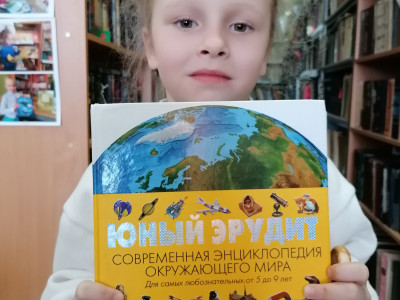 ЮНЫЙ ЭРУДИТ
СОВРЕМЕННАЯ ЭНЦИКЛОПЕДИЯ
ОКРУЖАЮЩЕГО МИРА
Для самых любознательных от 5 до 9 лет